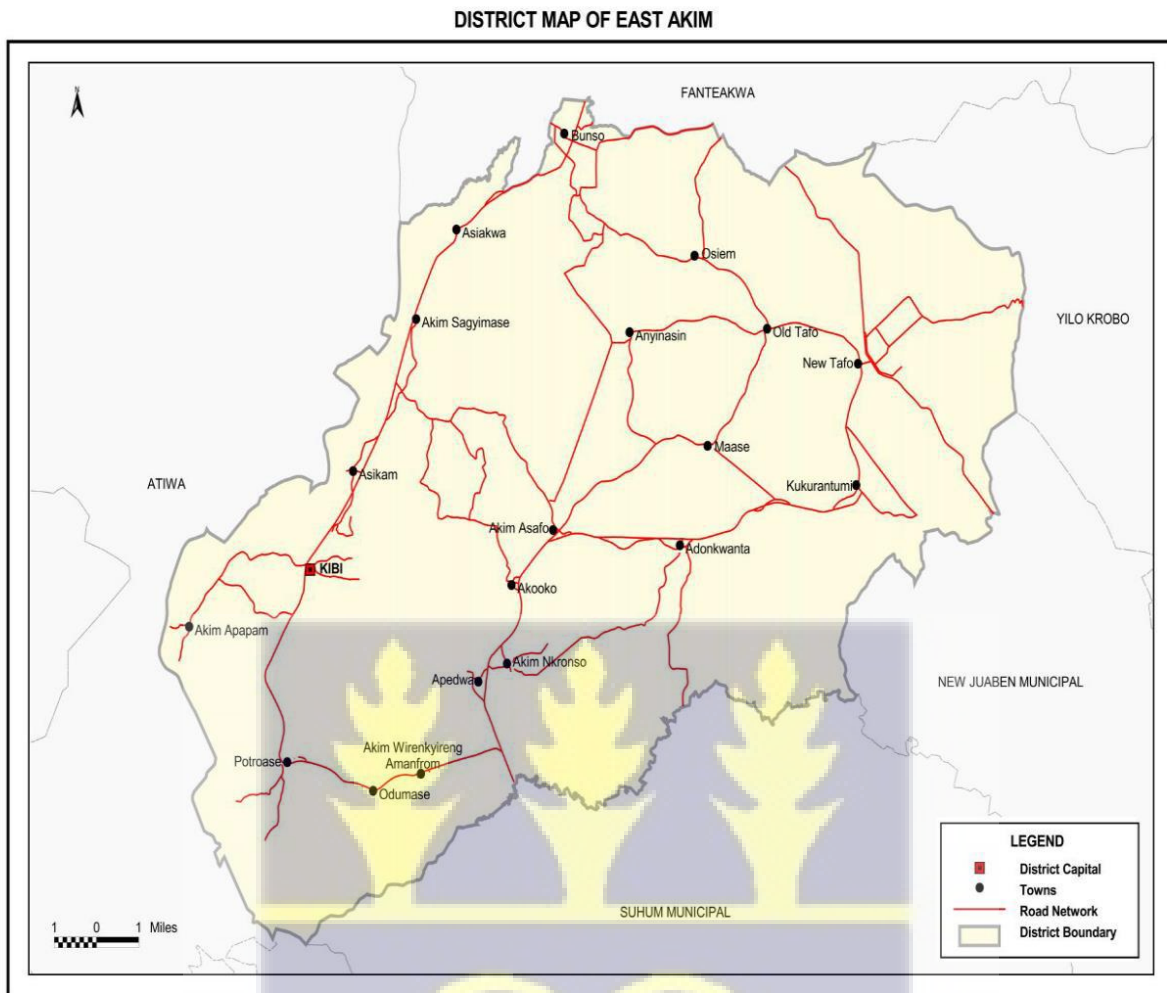 DISTRICT MAP OF EAST AKIM
N
FANTEAKWA
Bunso
Asiakwa
Osiem
Akim Sagyimase
YILO KROBO
Anyinasin
Old Tafo
New Tafo
Maase
Asikam
ATIWA
Kukurantumi
Akim Asafo
Adonkwanta
KIBI
Akooko
Akim Apapam
Akim Nkronso
Apedwa
NEW JUABEN MUNICIPAL
Akim Wirenkyireng
Amanfrom
Potroase
Odumase
SUHUM MUNICIPAL
1 0 1 Miles
LEGEND
District Capital
Towns
Road Network
District Boundary